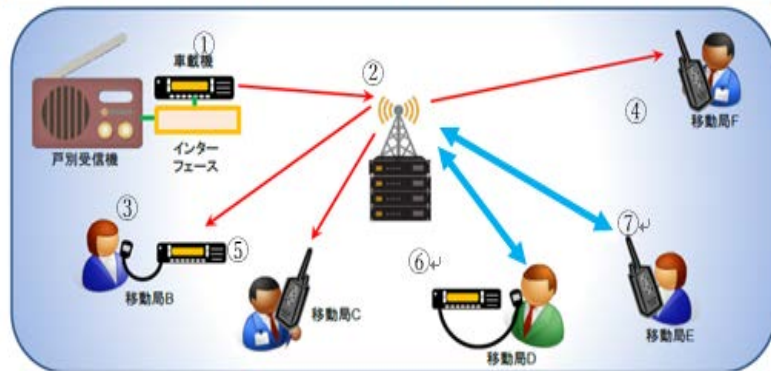 ①
車載機
②
④
移動局F
戸別受信機
インター
フェース
③
⑤
移動局B
移動局C
⑥↵
移動局D
⑦↵
移動局E